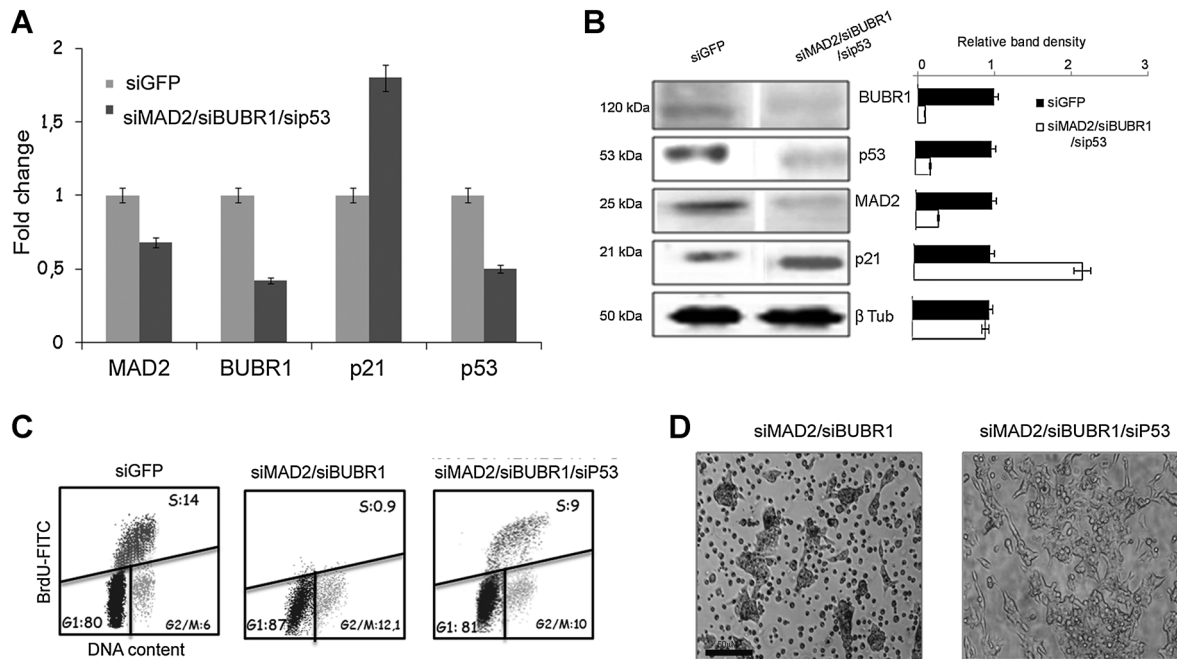 A
Fold change
2
1,5
1
0,5
0
siGFP
siMAD2/siBUBR1/sip53
MAD2
BUBR1
p21
p53
B
siGFP
siMAD2/siBUBR1
/sip53
Relative band density
0
1
2
3
120 kDa
BUBR1
53 kDa
p53
25 kDa
MAD2
21 kDa
p21
50 kDa
β Tub
siGFP
siMAD2/siBUBR1
/sip53
C
siGFP
siMAD2/siBUBR1
siMAD2/siBUBR1/siP53
BrdU-FITC
S:14
G1:80
G2/M:6
S:0.9
G1:87
G2/M:12,1
S:9
G1: 81
G2/M:10
DNA content
D
siMAD2/siBUBR1
siMAD2/siBUBR1/siP53